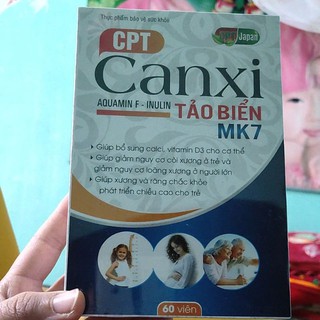 Thực phẩm bảo vệ sức khỏe
Japan
CPT
Canxi
AQUAMIN F - INULIN
TẢO BIỂN
MK7
Giúp bổ sung calci, vitamin D3 cho cơ thể
Giúp giảm nguy cơ còi xương ở trẻ và
giảm nguy cơ loãng xương ở người lớn
Giúp xương và răng chắc khỏe
phát triển chiều cao cho trẻ
60 viên